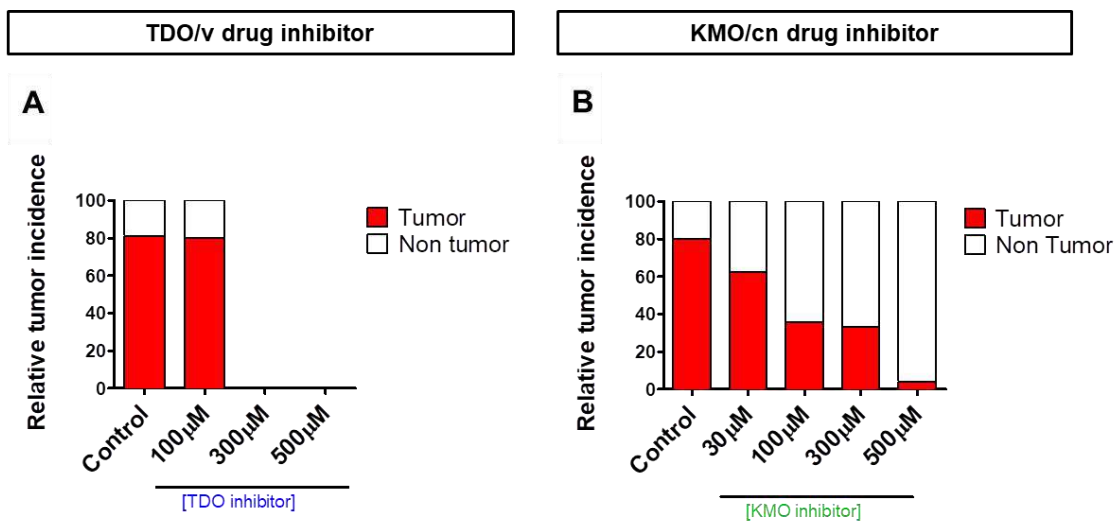 TDO/v drug inhibitor
KMO/cn drug inhibitor
A
Relative tumor incidence
100
80
60
40
20
0
Control
100µM
300µM
500µM
[TDO inhibitor]
Tumor
Non tumor
B
Relative tumor incidence
100
80
60
40
20
0
Control
30µM
100µM
300µM
500µM
[KMO inhibitor]
Tumor
Non Tumor